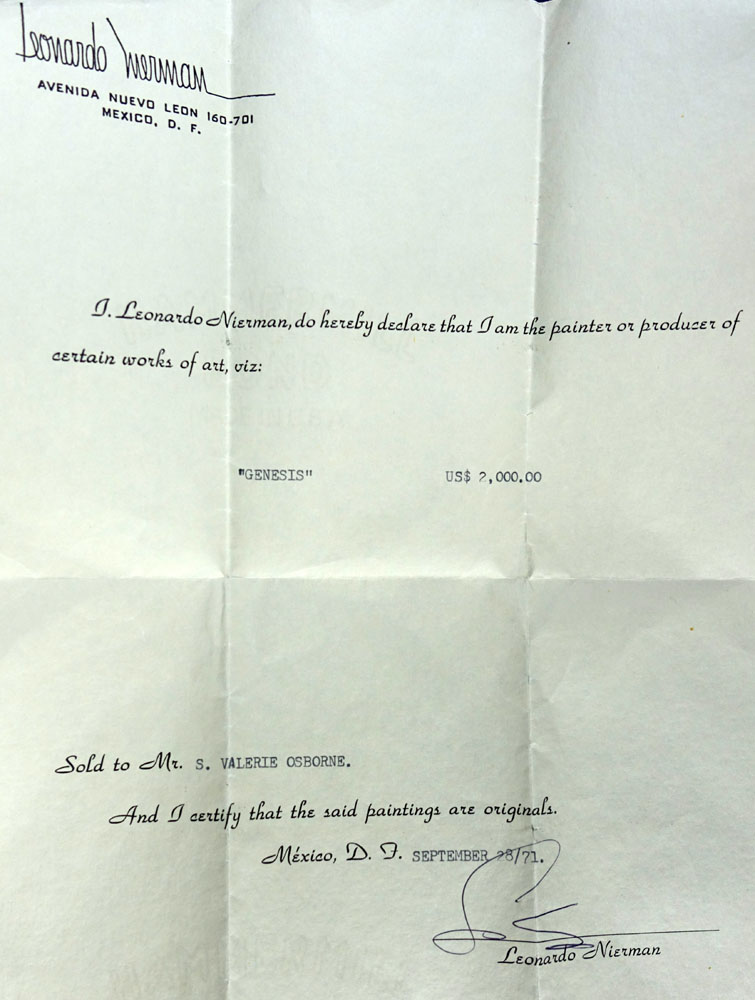 Leonardo Nierman
AVENIDA NUEVO LEON 160-701
MEXICO, D. F.
I. Leonardo Nierman, do hereby declare that I am the painter or producer of
certain works of art, viz:
"GENESIS" US$ 2,000.00
Sold to Mr. S. VALERIE OSBORNE.
And I certify that the said paintings are originals.
México, D. F. SEPTEMBER 28/71.
Leonardo Nierman